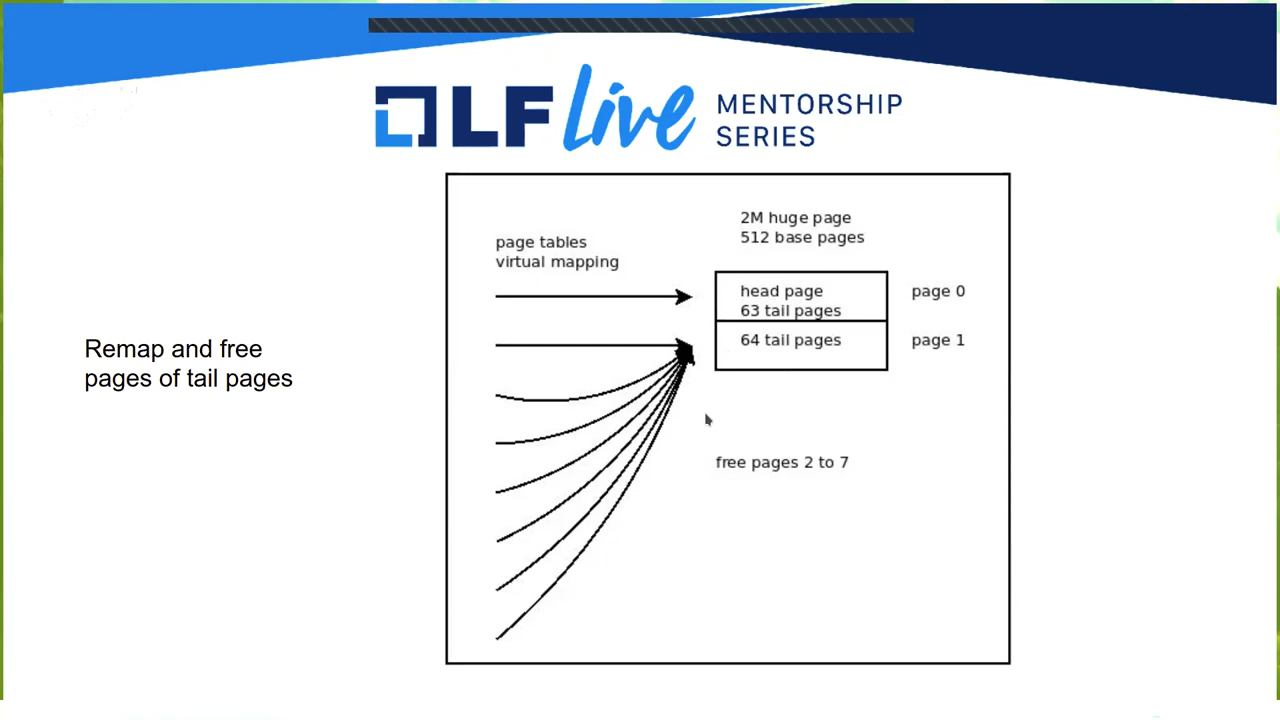 LF Live MENTORSHIP
SERIES
Remap and free
pages of tail pages
page tables
virtual mapping
2M huge page
512 base pages
head page
63 tail pages
page 0
64 tail pages
page 1
free pages 2 to 7